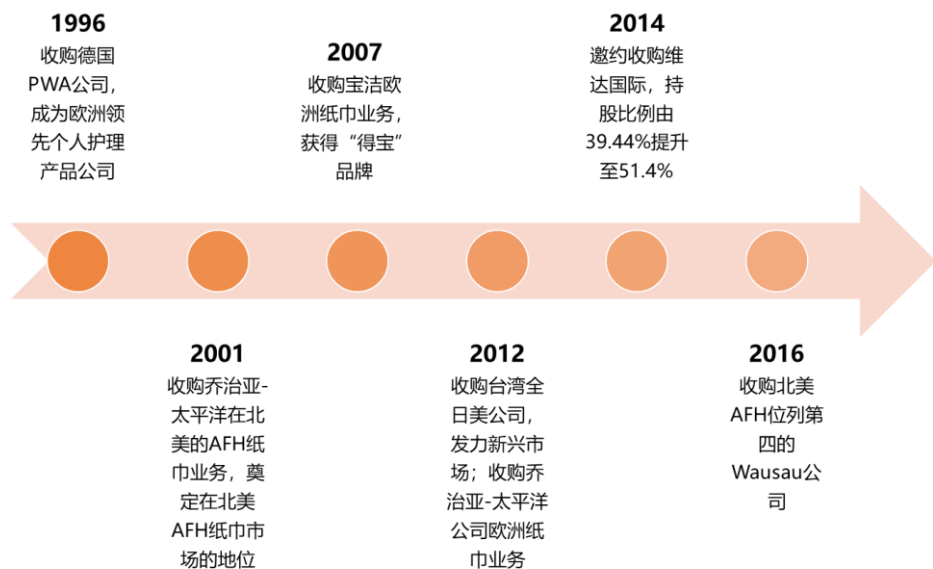 1996
收购德国
PWA公司，
成为欧洲领
先个人护理
产品公司
2007
收购宝洁欧
洲纸巾业务，
获得“得宝”
品牌
2014
邀约收购维
达国际，持
股比例由
39.44%提升
至51.4%
2001
收购乔治亚-
太平洋在北
美的AFH纸
巾业务，奠
定在北美
AFH纸巾市
场的地位
2012
收购台湾全
日美公司，
发力新兴市
场；收购乔
治亚-太平洋
公司欧洲纸
巾业务
2016
收购北美
AFH位列第
四的
Wausau公
司